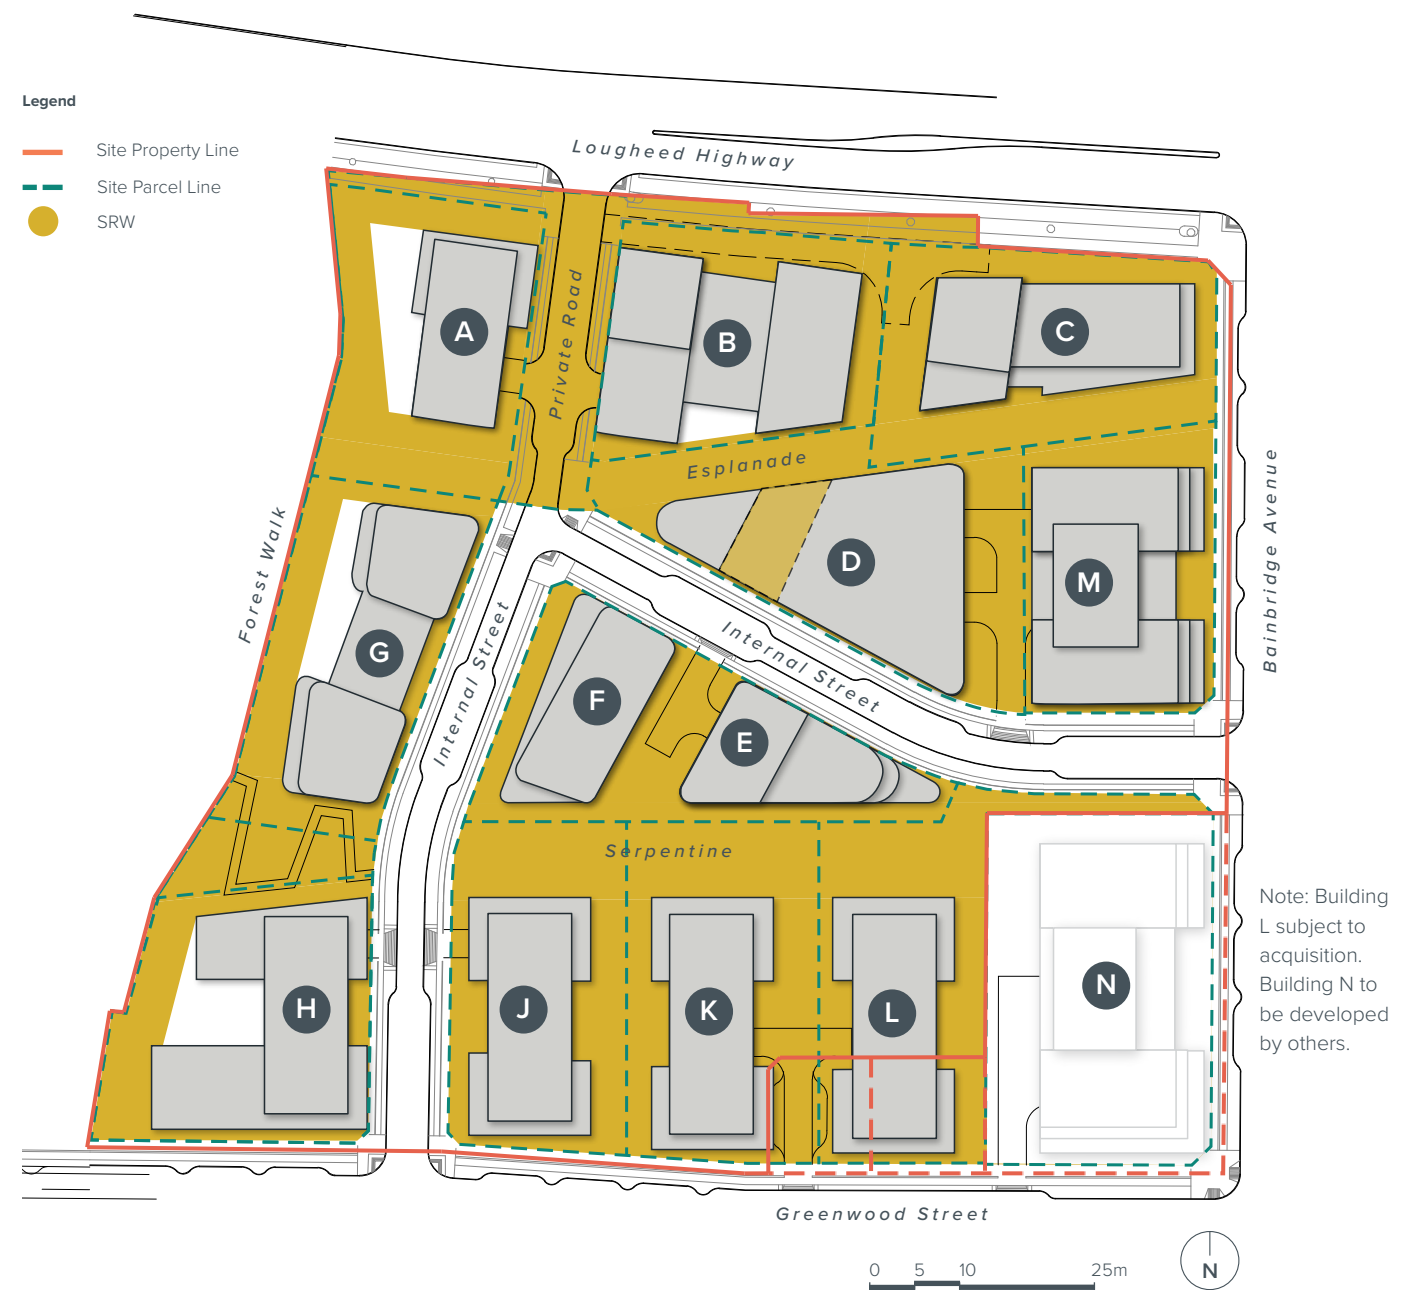 Legend
Site Property Line
Site Parcel Line
SRW
Lougheed Highway
Private Road
A
B
C
Esplanade
Forest Walk
Bainbridge Avenue
D
M
G
Internal Street
Internal Street
F
E
Serpentine
Note: Building
L subject to
acquisition.
Building N to
be developed
by others.
H
J
K
L
N
Greenwood Street
0 5 10 25m
N